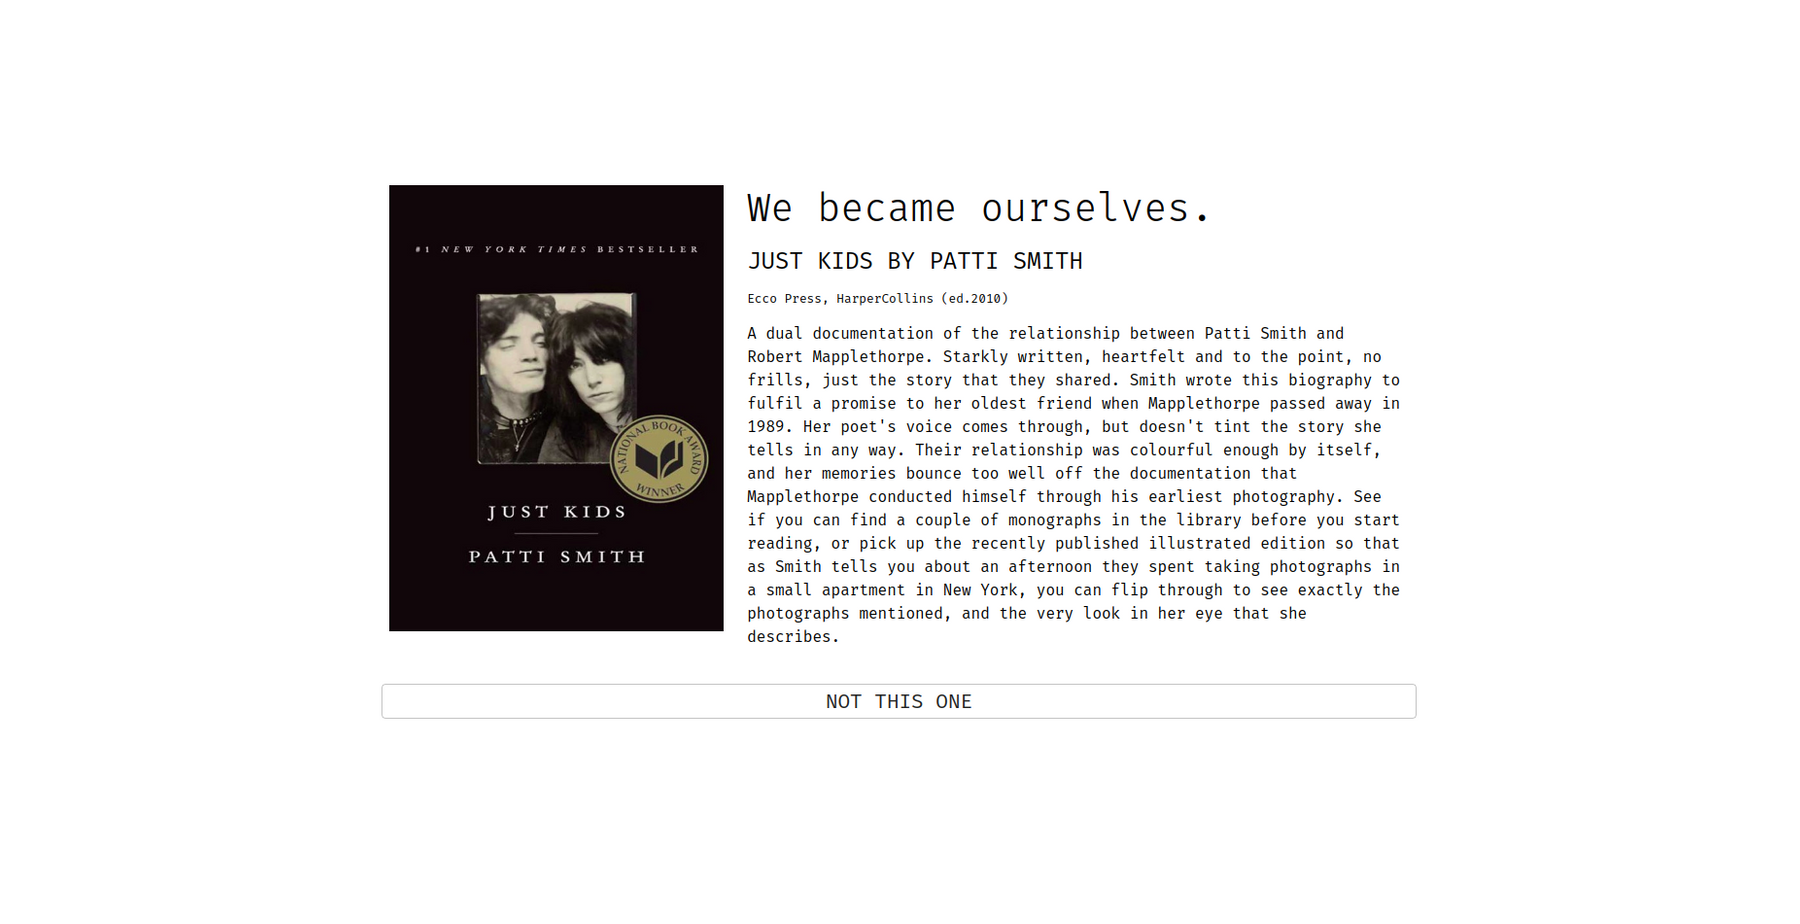 #1 NEW YORK TIMES BESTSELLER
NATIONAL BOOK AWARD
WINNER
JUST KIDS
PATTI SMITH
We became ourselves.
JUST KIDS BY PATTI SMITH
Ecco Press, HarperCollins (ed.2010)
A dual documentation of the relationship between Patti Smith and
Robert Mapplethorpe. Starkly written, heartfelt and to the point, no
frills, just the story that they shared. Smith wrote this biography to
fulfil a promise to her oldest friend when Mapplethorpe passed away in
1989. Her poet's voice comes through, but doesn't tint the story she
tells in any way. Their relationship was colourful enough by itself,
and her memories bounce too well off the documentation that
Mapplethorpe conducted himself through his earliest photography. See
if you can find a couple of monographs in the library before you start
reading, or pick up the recently published illustrated edition so that
as Smith tells you about an afternoon they spent taking photographs in
a small apartment in New York, you can flip through to see exactly the
photographs mentioned, and the very look in her eye that she
describes.
NOT THIS ONE